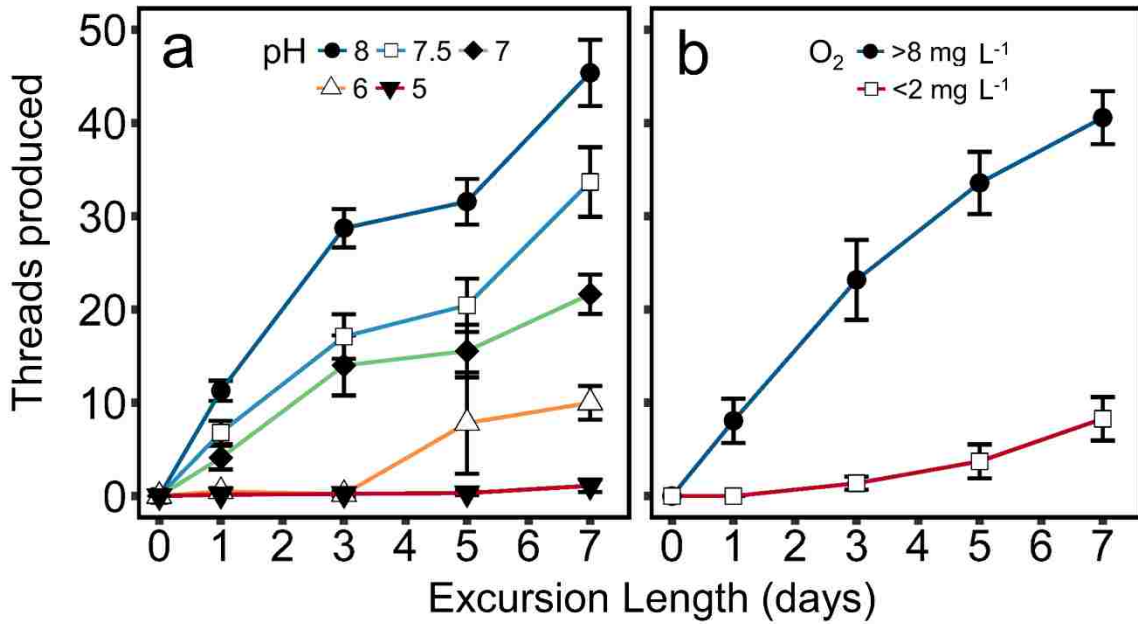 a
pH 8 7.5 7
6 5
b
O₂ >8 mg L⁻¹
<2 mg L⁻¹
Threads produced
50
40
30
20
10
0
0 1 2 3 4 5 6 7
0 1 2 3 4 5 6 7
Excursion Length (days)